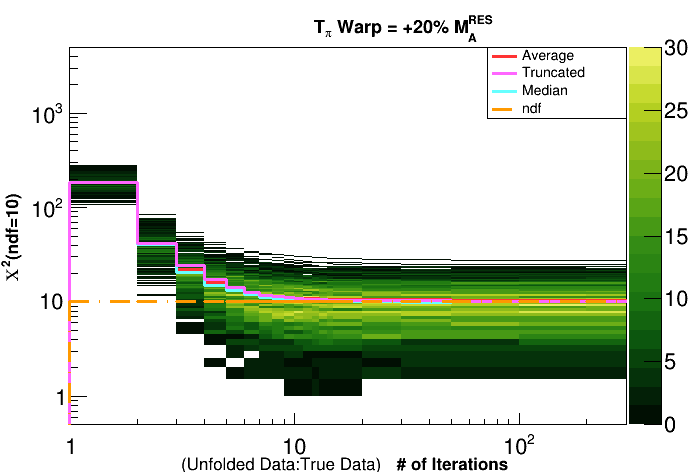 T_π Warp = +20% M_A^RES
Average
Truncated
Median
ndf
χ²(ndf=10)
10³
10²
10
1
30
25
20
15
10
5
0
1
10
10²
(Unfolded Data:True Data) # of Iterations